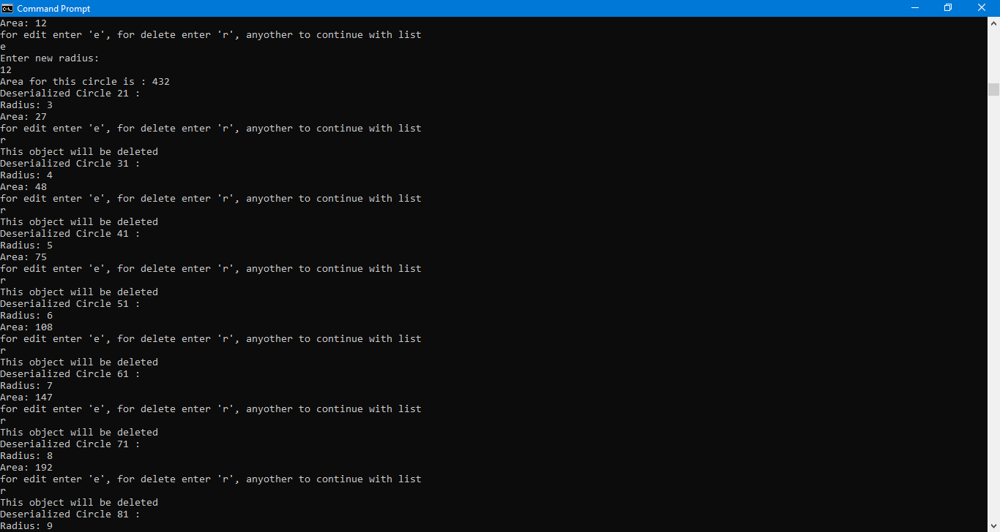 Command Prompt
Area: 12
for edit enter 'e', for delete enter 'r', anyother to continue with list
e
Enter new radius:
12
Area for this circle is : 432
Deserialized Circle 21 :
Radius: 3
Area: 27
for edit enter 'e', for delete enter 'r', anyother to continue with list
r
This object will be deleted
Deserialized Circle 31 :
Radius: 4
Area: 48
for edit enter 'e', for delete enter 'r', anyother to continue with list
r
This object will be deleted
Deserialized Circle 41 :
Radius: 5
Area: 75
for edit enter 'e', for delete enter 'r', anyother to continue with list
r
This object will be deleted
Deserialized Circle 51 :
Radius: 6
Area: 108
for edit enter 'e', for delete enter 'r', anyother to continue with list
r
This object will be deleted
Deserialized Circle 61 :
Radius: 7
Area: 147
for edit enter 'e', for delete enter 'r', anyother to continue with list
r
This object will be deleted
Deserialized Circle 71 :
Radius: 8
Area: 192
for edit enter 'e', for delete enter 'r', anyother to continue with list
r
This object will be deleted
Deserialized Circle 81 :
Radius: 9